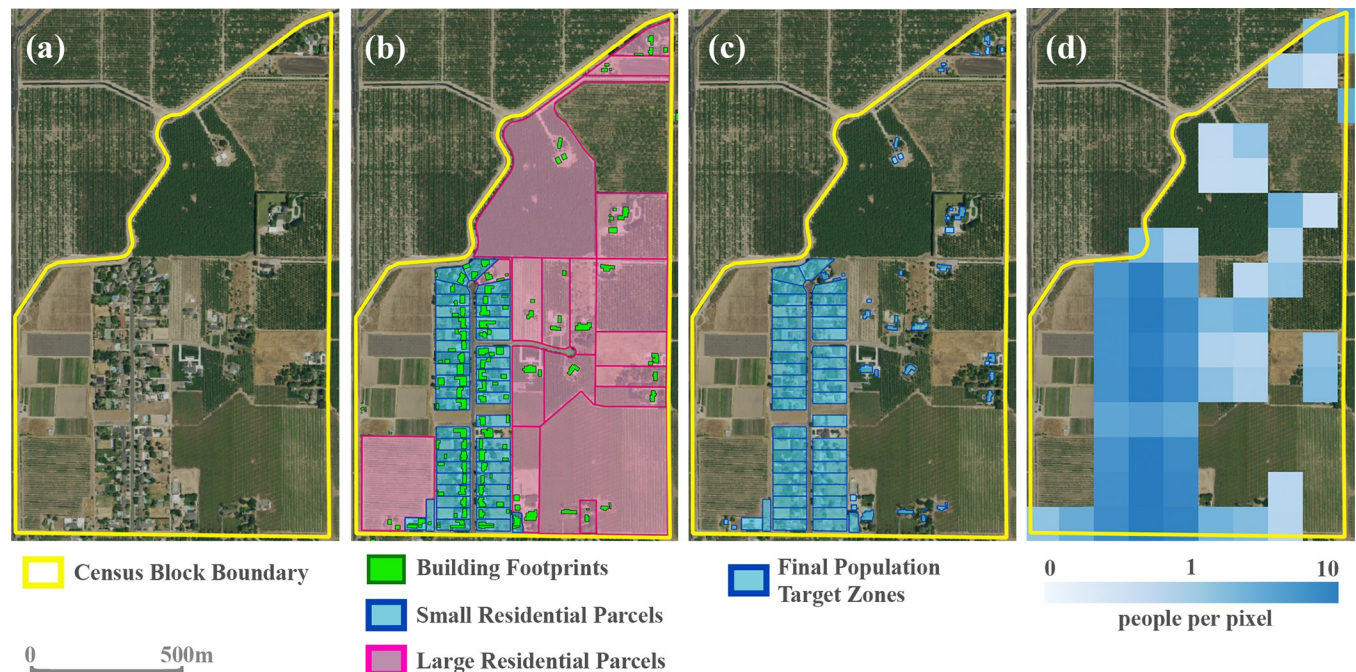 (a)
(b)
(c)
(d)
Census Block Boundary
Building Footprints
Small Residential Parcels
Large Residential Parcels
Final Population
Target Zones
0 1 10
people per pixel
0 500m